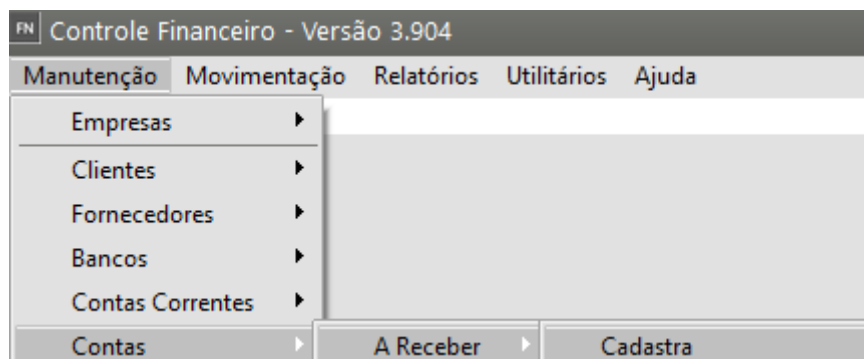 FN Controle Financeiro - Versão 3.904
Manutenção Movimentação Relatórios Utilitários Ajuda
Empresas
Clientes
Fornecedores
Bancos
Contas Correntes
Contas A Receber Cadastra